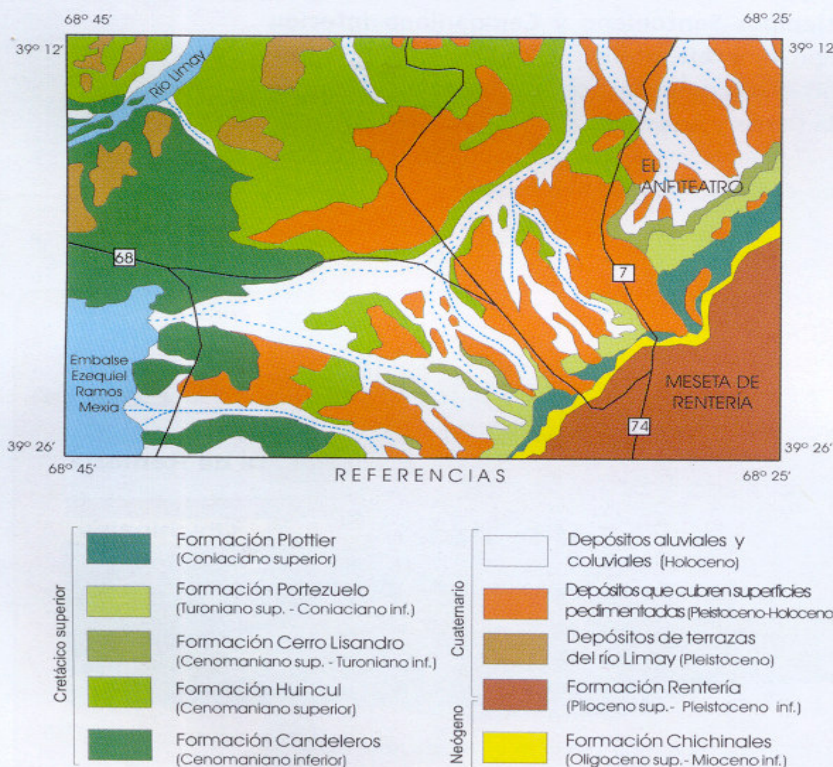 68° 45´
68° 25´
39° 12´
39° 12´
Río Limay
EL
ANFITEATRO
68
7
Embalse
Ezequiel
Ramos
Mexia
MESETA DE
RENTERIA
74
39° 26´
39° 26´
68° 45´
68° 25´
REFERENCIAS
Cretácico superior
Formación Plottier
(Coniaciano superior)
Formación Portezuelo
(Turoniano sup. - Coniaciano inf.)
Formación Cerro Lisandro
(Cenomaniano sup. - Turoniano inf.)
Formación Huincul
(Cenomaniano superior)
Formación Candeleros
(Cenomaniano inferior)
Cuaternario
Depósitos aluviales y
coluviales (Holoceno)
Depósitos que cubren superficies
pedimentadas (Pleistoceno-Holoceno
Depósitos de terrazas
del río Limay (Pleistoceno)
Neógeno
Formación Rentería
(Plioceno sup. - Pleistoceno inf.)
Formación Chichinales
(Oligoceno sup. - Mioceno inf.)